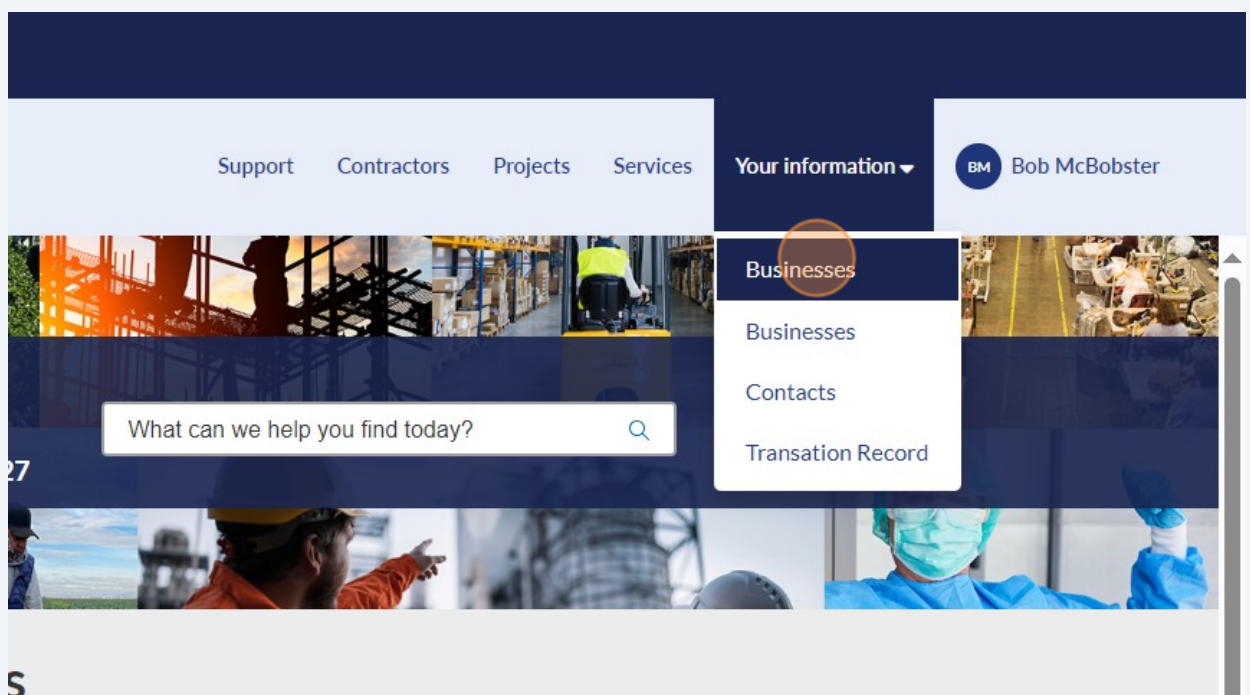 Support Contractors Projects Services Your information BM Bob McBobster
Businesses
Businesses
Contacts
Transation Record
What can we help you find today?
27
s